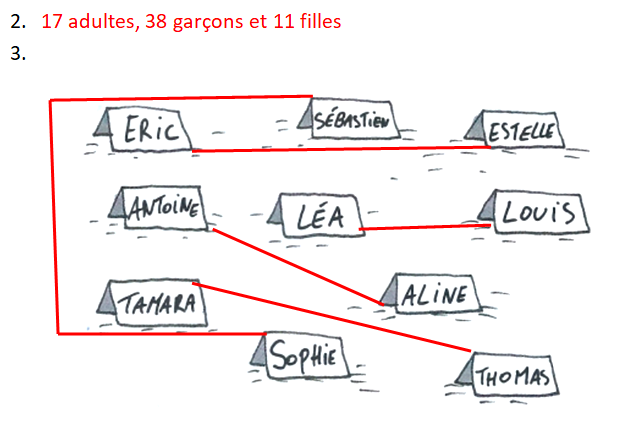 2. 17 adultes, 38 garçons et 11 filles
3.
ERIC
SÉBASTIEN
ESTELLE
ANTOINE
LÉA
LOUIS
TAMARA
ALINE
SOPHIE
THOMAS